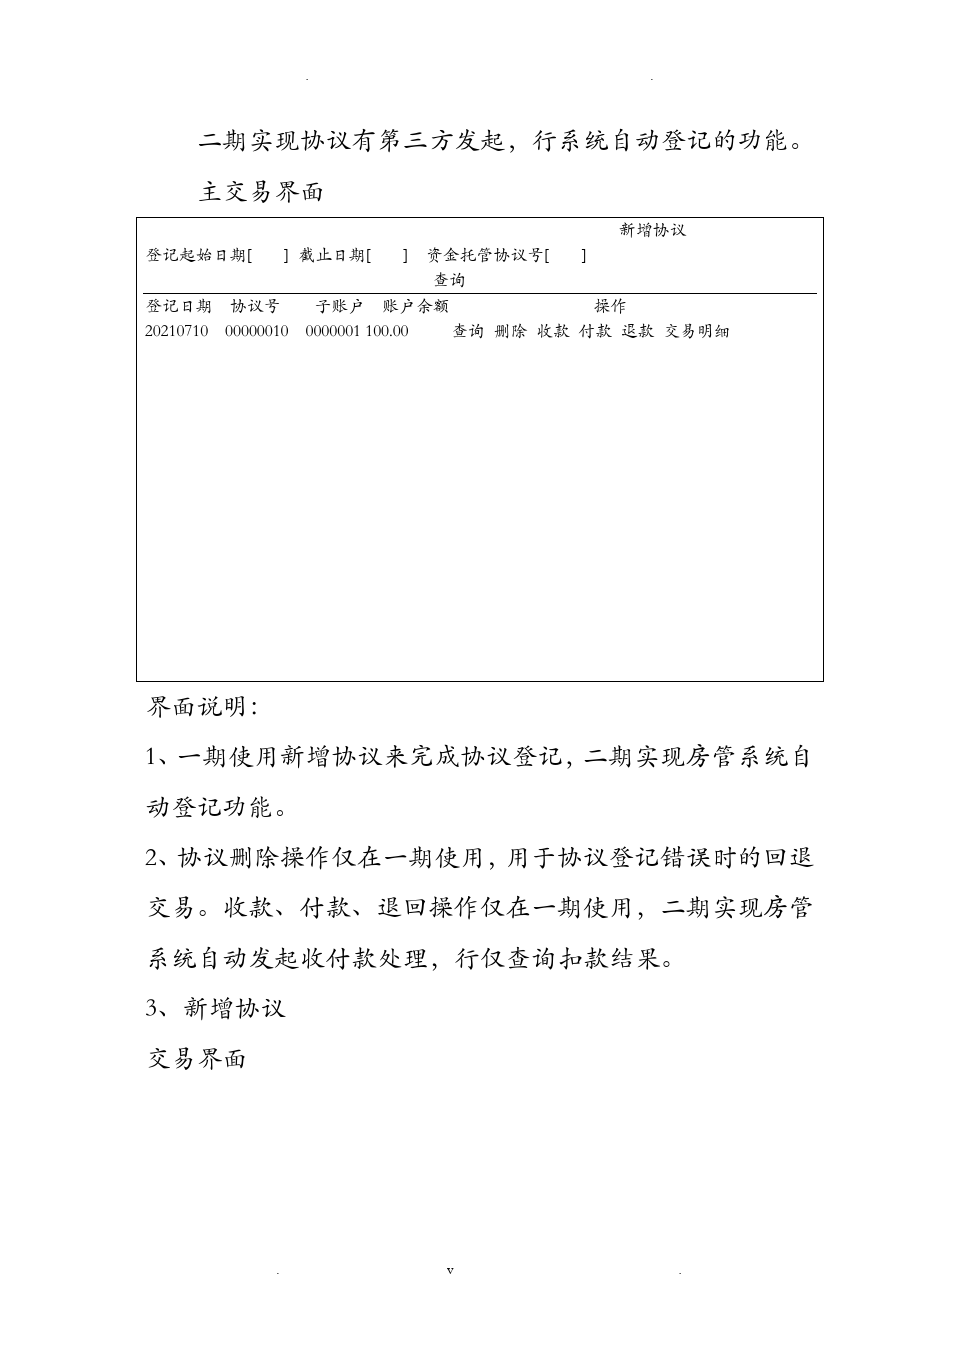 二期实现协议有第三方发起，行系统自动登记的功能。
主交易界面
新增协议
登记起始日期[ ] 截止日期[ ] 资金托管协议号[ ]
查询
登记日期 协议号 子账户 账户余额 操作
20210710 00000010 0000001 100.00 查询 删除 收款 付款 退款 交易明细
界面说明：
1、一期使用新增协议来完成协议登记，二期实现房管系统自
动登记功能。
2、协议删除操作仅在一期使用，用于协议登记错误时的回退
交易。收款、付款、退回操作仅在一期使用，二期实现房管
系统自动发起收付款处理，行仅查询扣款结果。
3、新增协议
交易界面
. v .